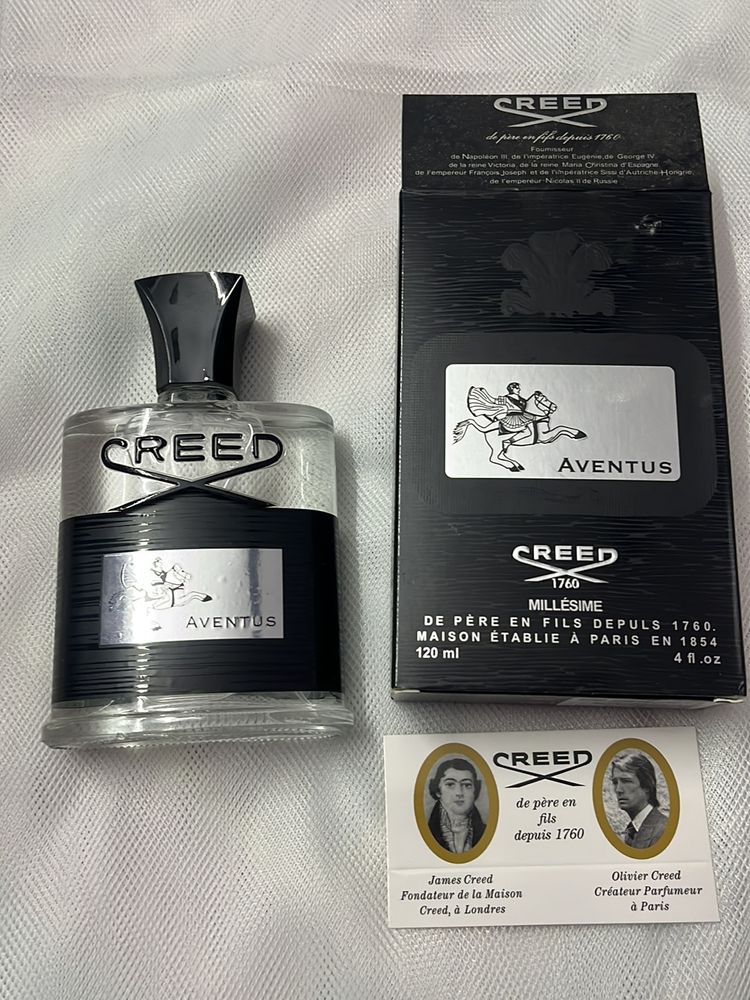 CREED
de père en fils depuis 1760
Fournisseur
de Napoléon III, de l'impératrice Eugénie, de George IV.
de la reine Victoria, de la reine Maria Christina d'Espagne,
de l'empereur François Joseph et de l'impératrice Sissi d'Autriche-Hongrie,
de l'empereur Nicolas II de Russie
AVENTUS
CREED
1760
MILLÉSIME
DE PÈRE EN FILS DEPULS 1760.
MAISON ÉTABLIE À PARIS EN 1854
120 ml
4 fl.oz
CREED
AVENTUS
CREED
de père en
fils
depuis 1760
James Creed
Fondateur de la Maison
Creed, à Londres
Olivier Creed
Créateur Parfumeur
à Paris